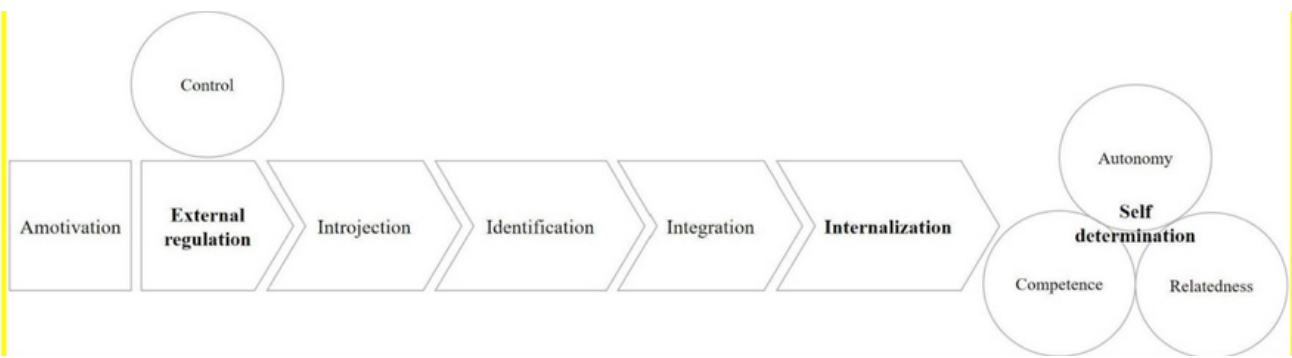 Control
Amotivation
External
regulation
Introjection
Identification
Integration
Internalization
Autonomy
Self
determination
Competence
Relatedness